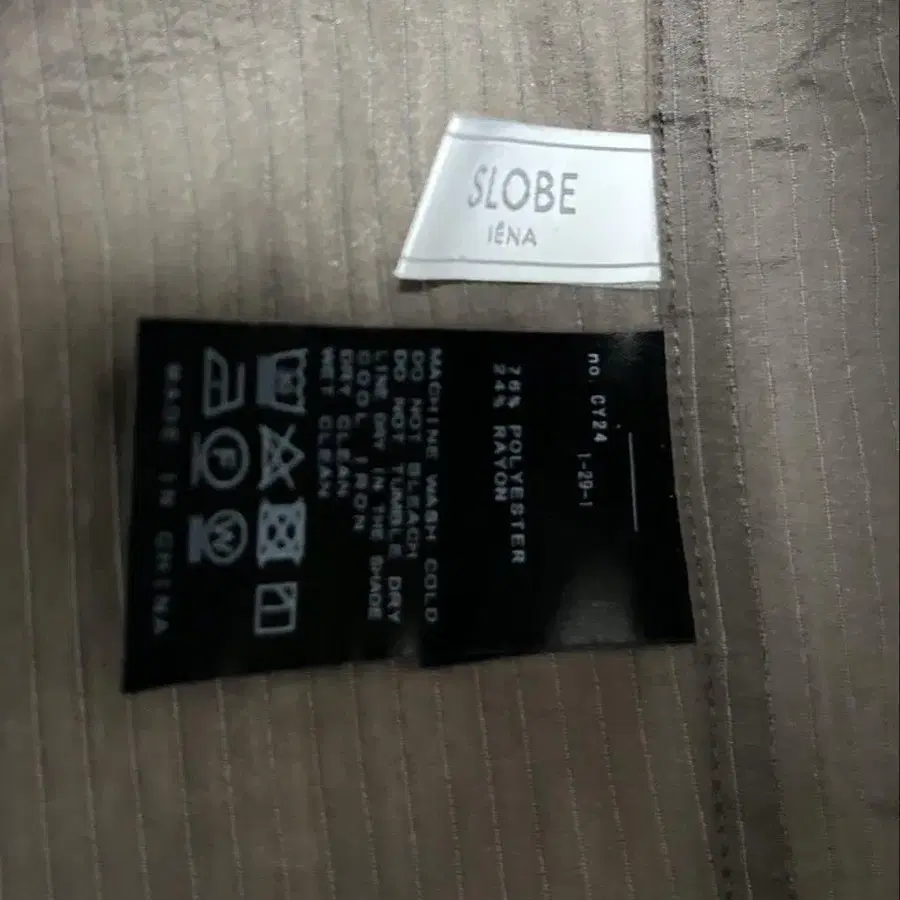 SLOBE
IÉNA
no. CY24 1-29-1
76% POLYESTER
24% RAYON
MACHINE WASH COLD
DO NOT BLEACH
DO NOT TUMBLE DRY
LINE DRY IN THE SHADE
COOL IRON
DRY CLEAN
WET CLEAN
F
W
MADE IN CHINA